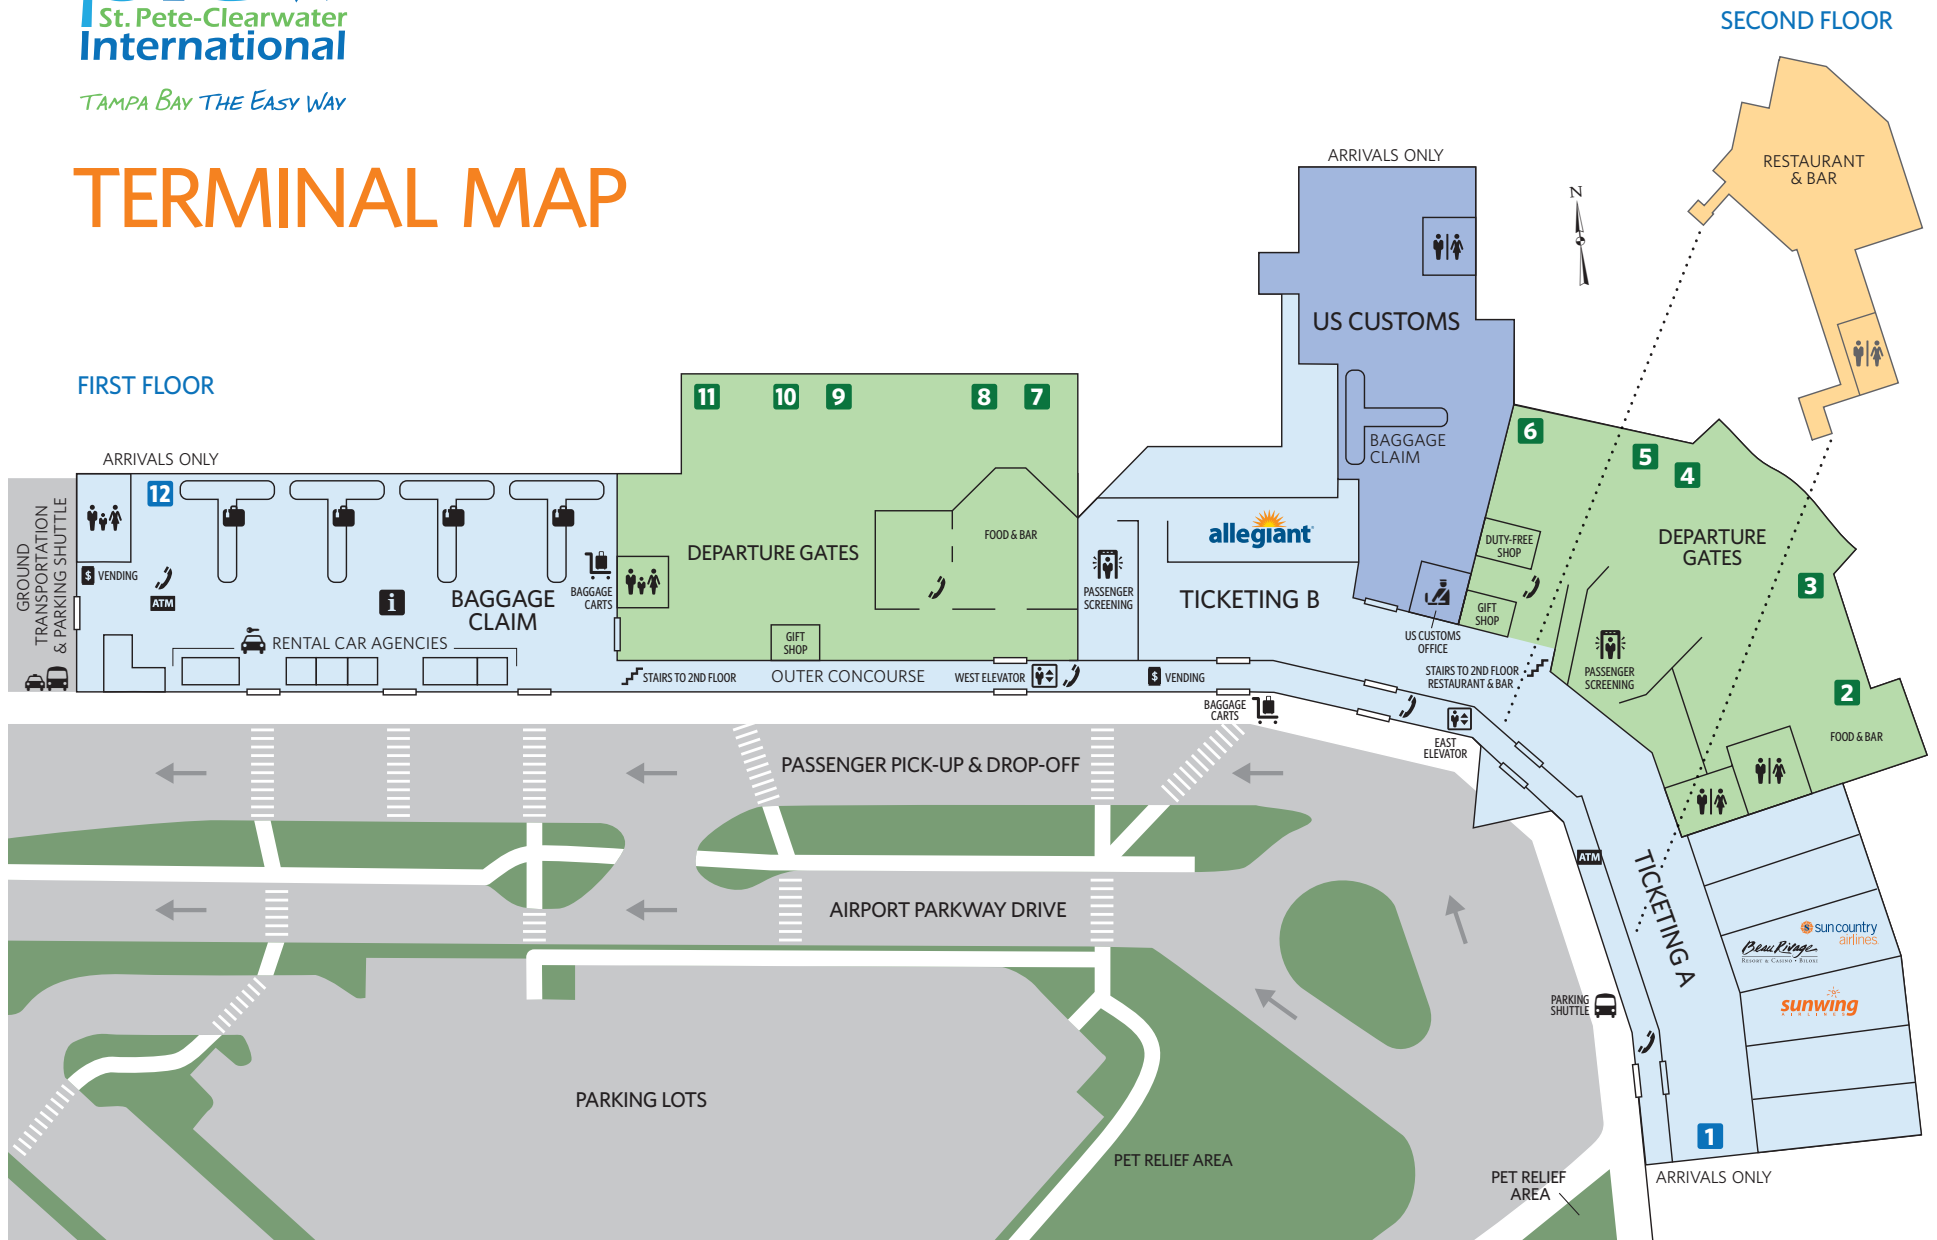 St. Pete-Clearwater
International
TAMPA BAY THE EASY WAY
TERMINAL MAP
SECOND FLOOR
RESTAURANT
& BAR
FIRST FLOOR
ARRIVALS ONLY
N
US CUSTOMS
BAGGAGE
CLAIM
ARRIVALS ONLY
12
GROUND
TRANSPORTATION
& PARKING SHUTTLE
$ VENDING
ATM
i
BAGGAGE
CLAIM
BAGGAGE
CARTS
RENTAL CAR AGENCIES
11
10
9
8
7
DEPARTURE GATES
FOOD & BAR
GIFT
SHOP
STAIRS TO 2ND FLOOR
OUTER CONCOURSE
WEST ELEVATOR
$ VENDING
PASSENGER
SCREENING
allegiant
TICKETING B
BAGGAGE
CARTS
US CUSTOMS
OFFICE
STAIRS TO 2ND FLOOR
RESTAURANT & BAR
EAST
ELEVATOR
6
5
4
3
2
DUTY-FREE
SHOP
GIFT
SHOP
DEPARTURE
GATES
PASSENGER
SCREENING
FOOD & BAR
ATM
TICKETING A
sun country
airlines
Beau Rivage
RESORT & CASINO • BILOXI
sunwing
AIRLINES
PARKING
SHUTTLE
1
ARRIVALS ONLY
PASSENGER PICK-UP & DROP-OFF
AIRPORT PARKWAY DRIVE
PARKING LOTS
PET RELIEF AREA
PET RELIEF
AREA